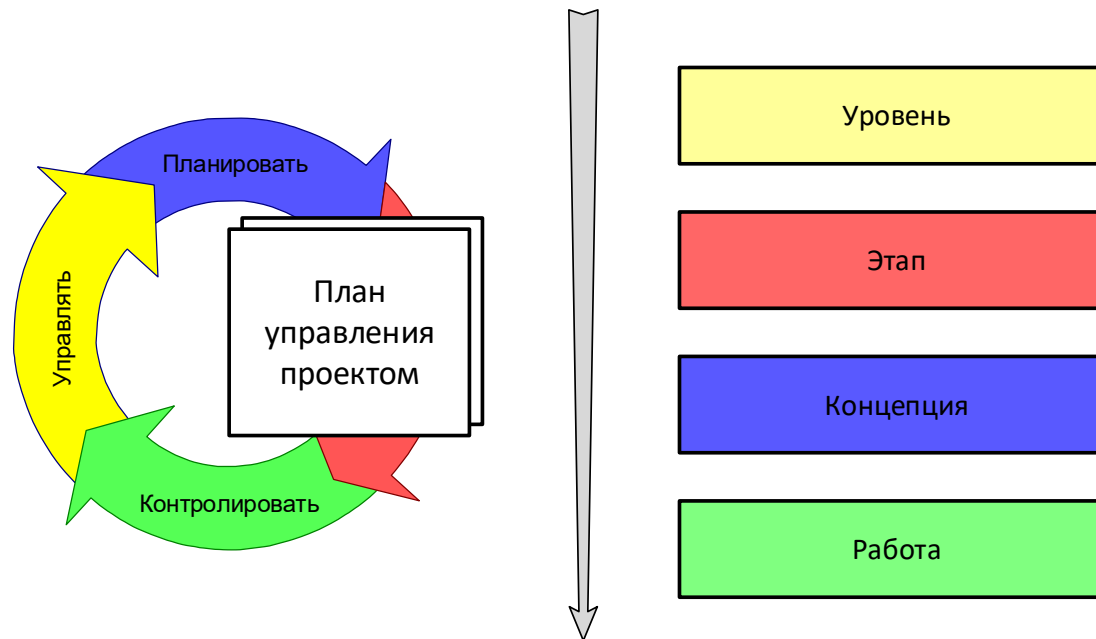 Планировать
Управлять
План
управления
проектом
Контролировать
Уровень
Этап
Концепция
Работа